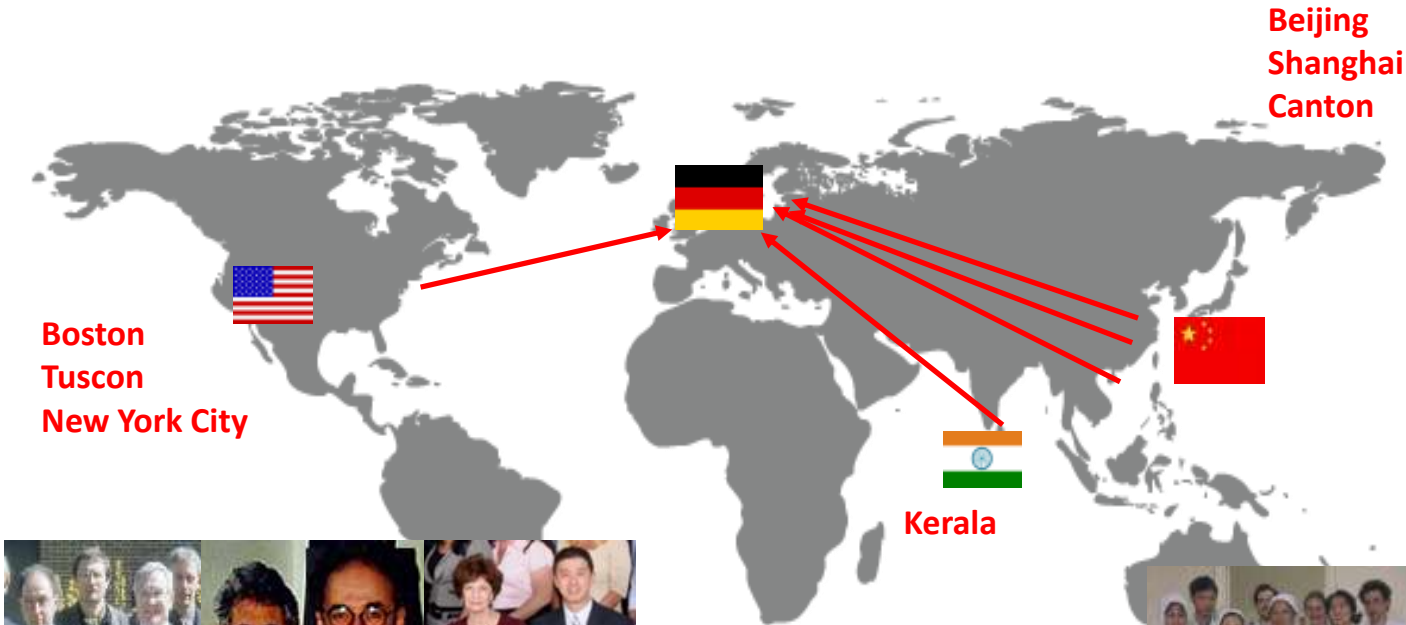 Beijing
Shanghai
Canton
Boston
Tuscon
New York City
Kerala